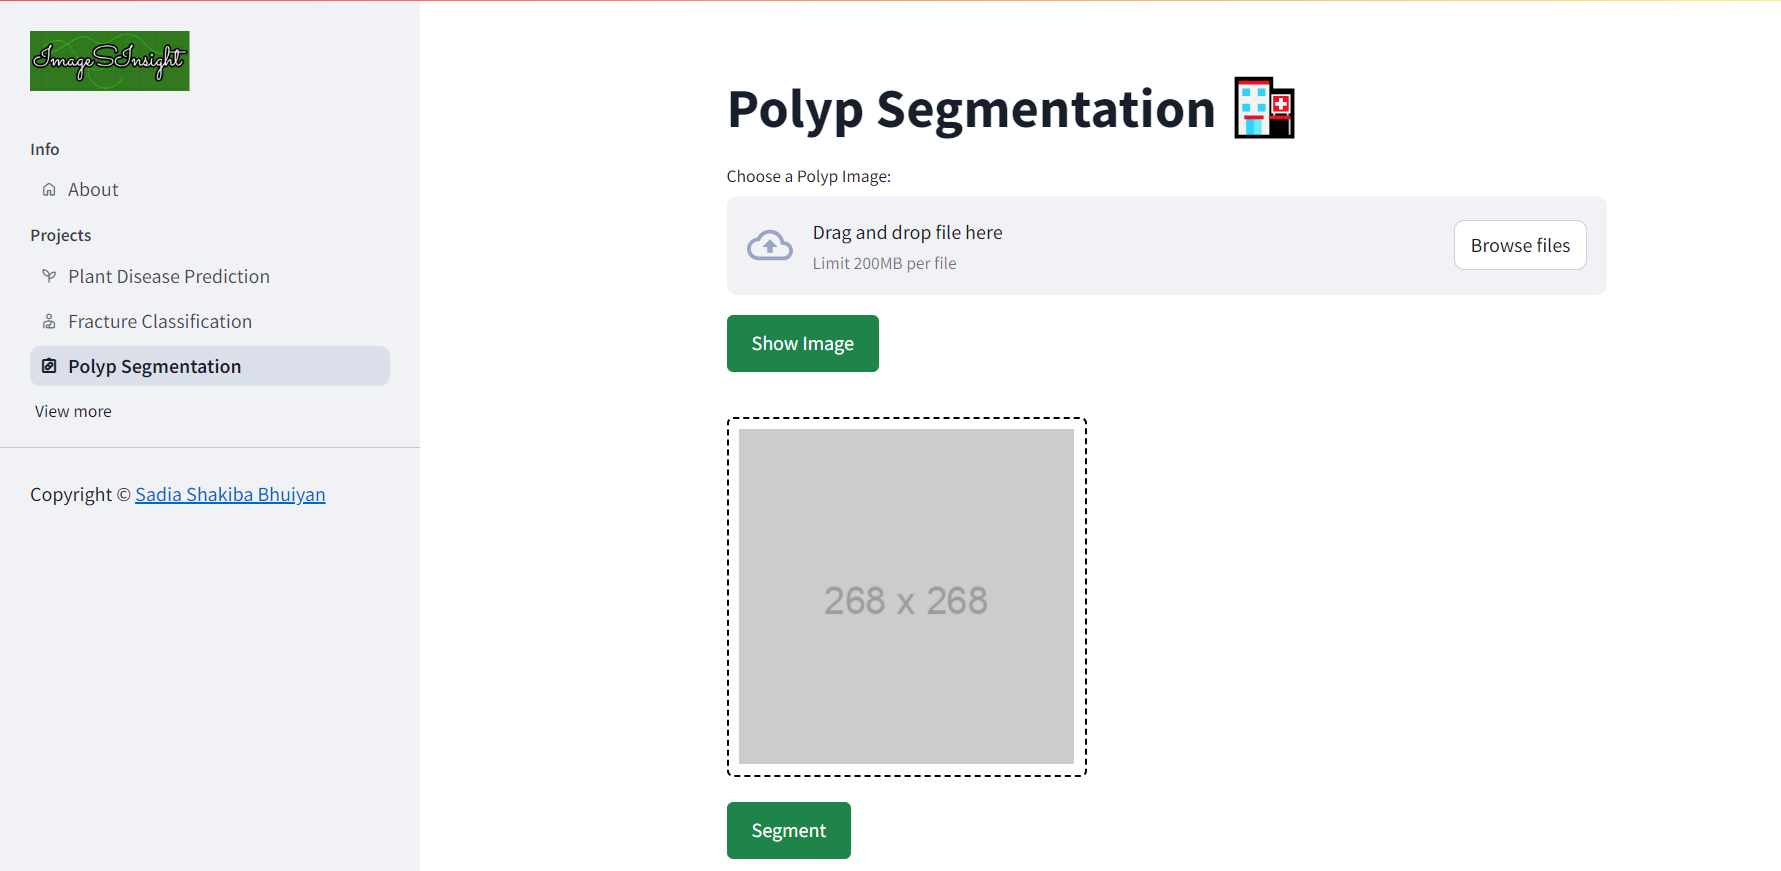 ImageSInsight
Info
About
Projects
Plant Disease Prediction
Fracture Classification
Polyp Segmentation
View more
Copyright © Sadia Shakiba Bhuiyan
Polyp Segmentation
Choose a Polyp Image:
Drag and drop file here
Limit 200MB per file
Browse files
Show Image
268 x 268
Segment